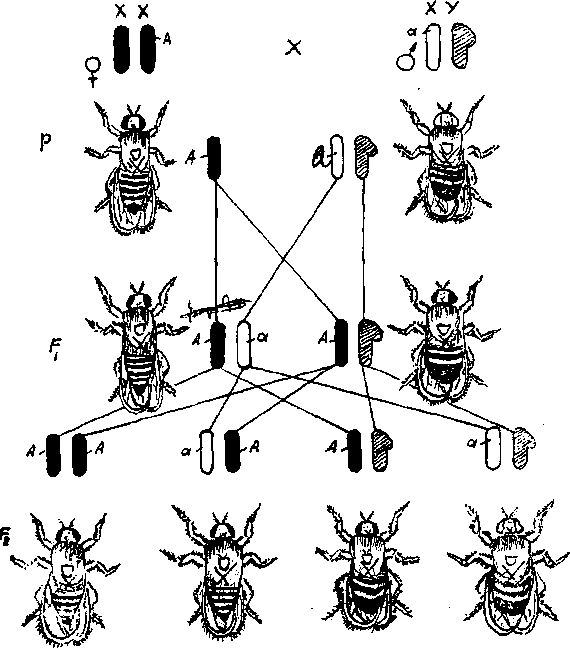 X X X Y
A a
♀ X ♂
P
A a
F1
A a A
A A a A A a
F2